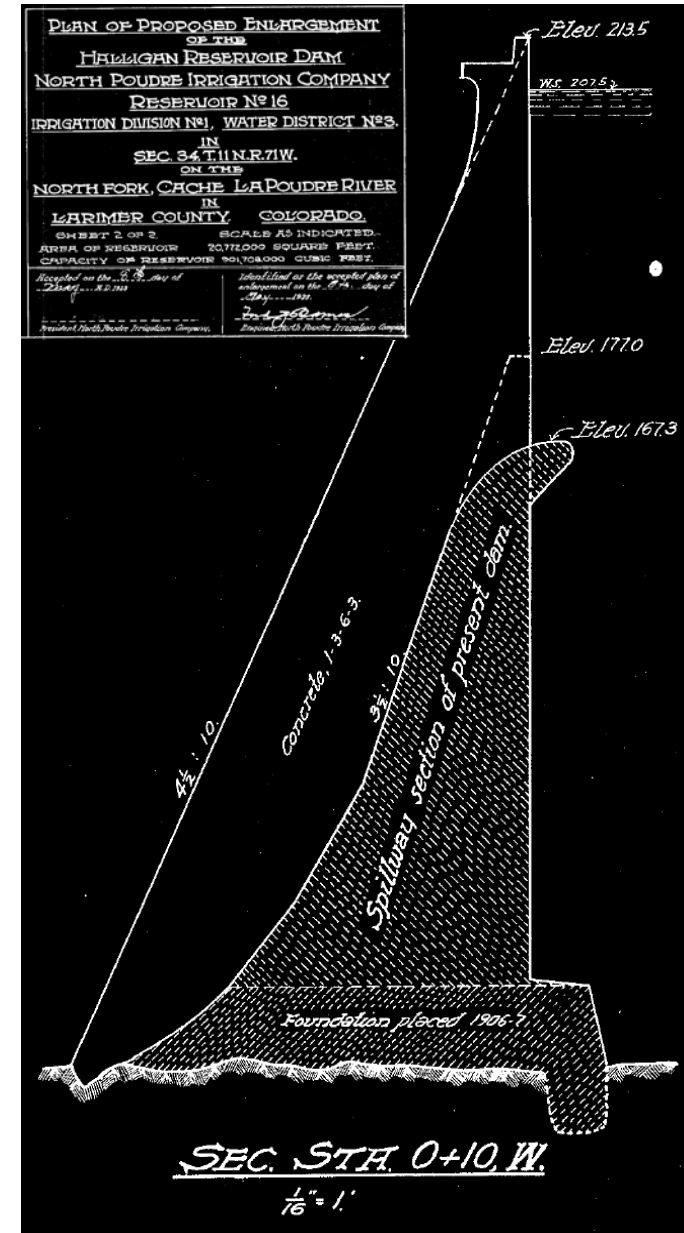 PLAN OF PROPOSED ENLARGEMENT
OF THE
HALLIGAN RESERVOIR DAM
NORTH POUDRE IRRIGATION COMPANY
RESERVOIR Nº 16
IRRIGATION DIVISION Nº1, WATER DISTRICT Nº3.
IN
SEC. 34, T.11 N.R.71W.
ON THE
NORTH FORK, CACHE LA POUDRE RIVER
IN
LARIMER COUNTY, COLORADO.
SHEET 2 OF 2. SCALE AS INDICATED.
AREA OF RESERVOIR 20,772,000 SQUARE FEET.
CAPACITY OF RESERVOIR 901,708,000 CUBIC FEET.
Accepted on the day of
A.D.
President, North Poudre Irrigation Company.
Identified as the accepted plan of
enlargement on the day of
Engineer, North Poudre Irrigation Company
Elev. 213.5
W.S. 207.5
Elev. 177.0
Elev. 167.3
Concrete, 1-3-6-3.
4½ : 10.
3½ : 10.
Spillway section of present dam.
Foundation placed 1906-7
SEC. STA. 0+10, W.
1/16" = 1.'